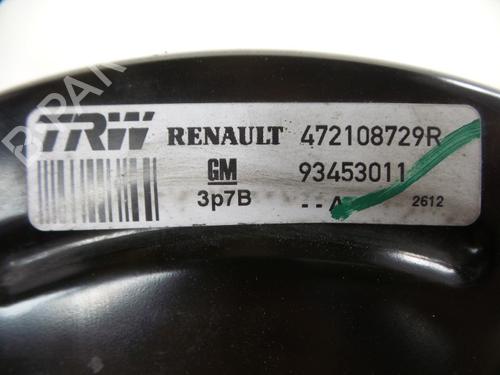 TRW RENAULT 472108729R
GM 93453011
3p7B --A 2612